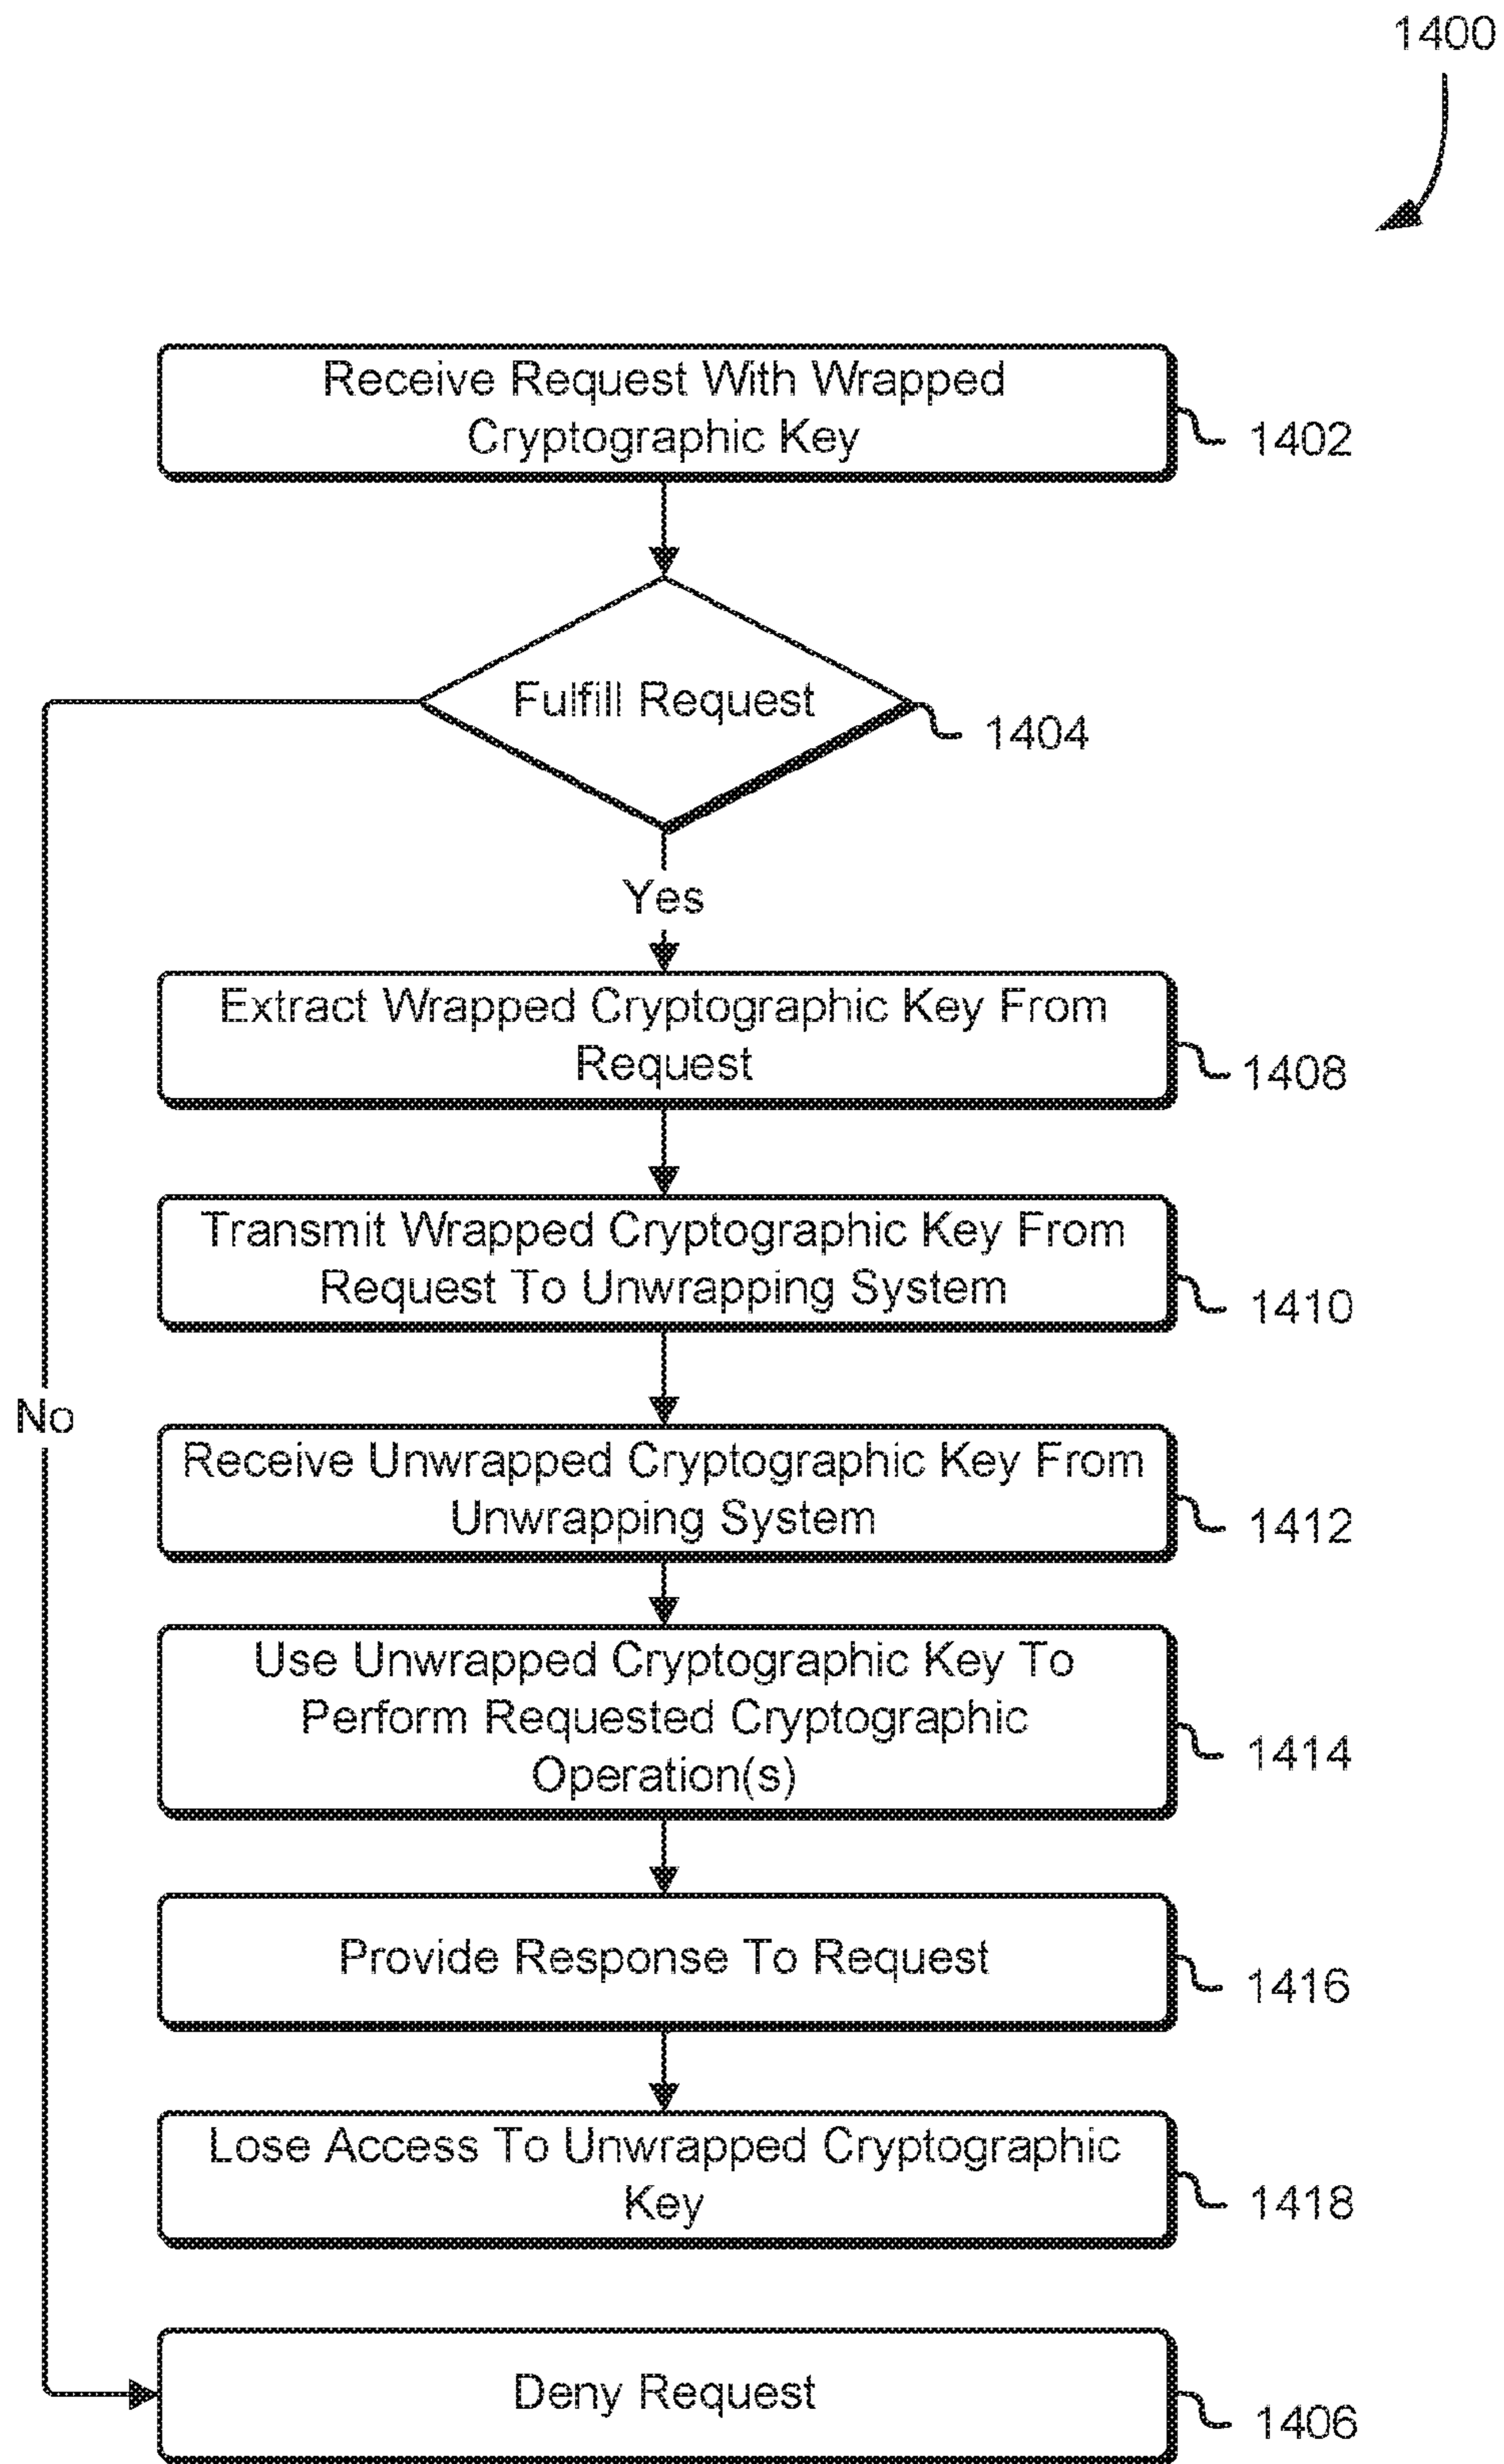 1400
Receive Request With Wrapped
Cryptographic Key
1402
Fulfill Request
1404
Yes
Extract Wrapped Cryptographic Key From
Request
1408
Transmit Wrapped Cryptographic Key From
Request To Unwrapping System
1410
No
Receive Unwrapped Cryptographic Key From
Unwrapping System
1412
Use Unwrapped Cryptographic Key To
Perform Requested Cryptographic
Operation(s)
1414
Provide Response To Request
1416
Lose Access To Unwrapped Cryptographic
Key
1418
Deny Request
1406